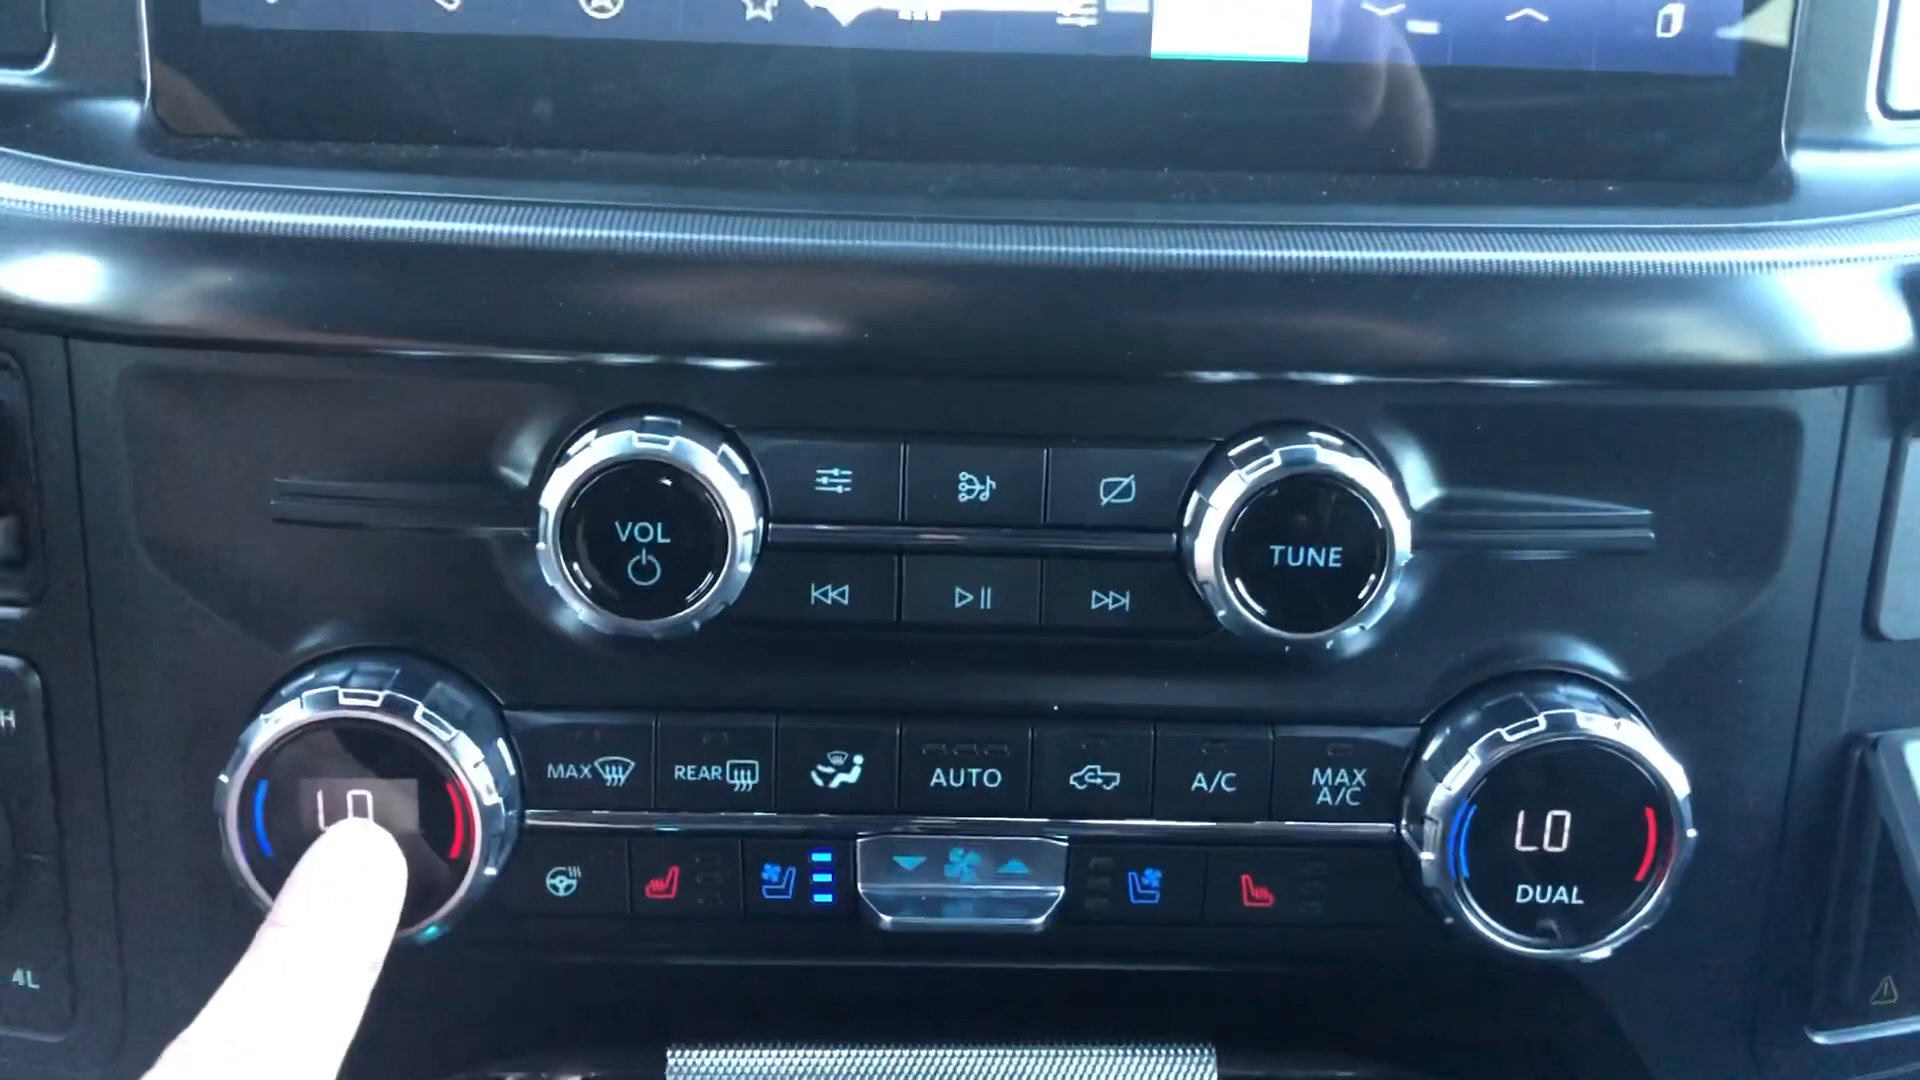 VOL
TUNE
MAX
REAR
AUTO
A/C
MAX
A/C
LO
LO
DUAL
4L